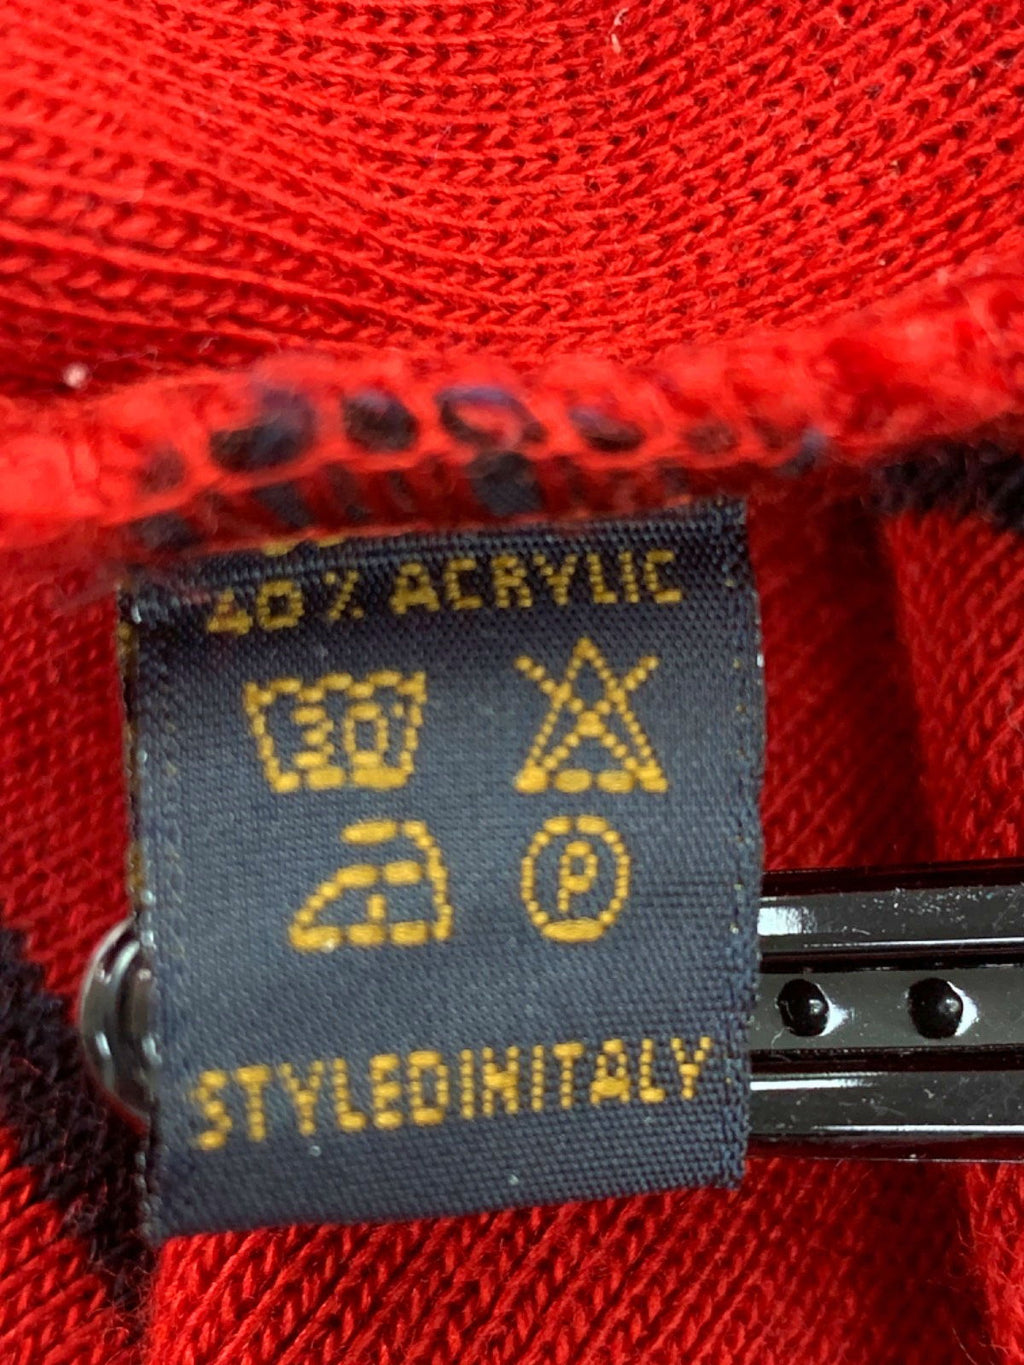 40% ACRYLIC
30°
P
STYLEDINITALY